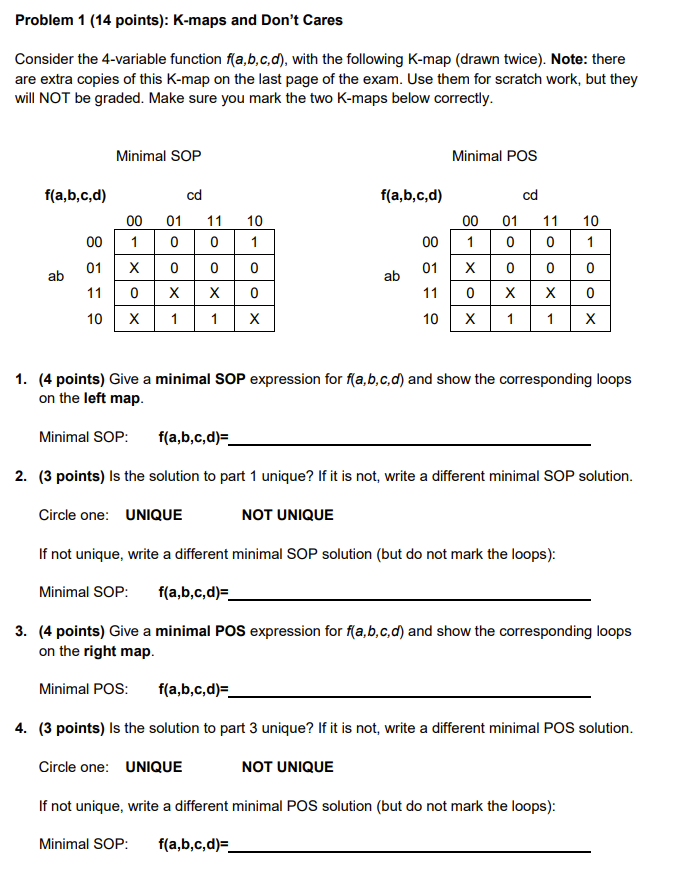 Problem 1 (14 points): K-maps and Don't Cares
Consider the 4-variable function f(a,b,c,d), with the following K-map (drawn twice). Note: there
are extra copies of this K-map on the last page of the exam. Use them for scratch work, but they
will NOT be graded. Make sure you mark the two K-maps below correctly.
Minimal SOP Minimal POS
f(a,b,c,d) cd f(a,b,c,d) cd
00 01 11 10 00 01 11 10
00 1 0 0 1 00 1 0 0 1
ab 01 X 0 0 0 ab 01 X 0 0 0
11 0 X X 0 11 0 X X 0
10 X 1 1 X 10 X 1 1 X
1. (4 points) Give a minimal SOP expression for f(a,b,c,d) and show the corresponding loops
on the left map.
Minimal SOP: f(a,b,c,d)=
2. (3 points) Is the solution to part 1 unique? If it is not, write a different minimal SOP solution.
Circle one: UNIQUE NOT UNIQUE
If not unique, write a different minimal SOP solution (but do not mark the loops):
Minimal SOP: f(a,b,c,d)=
3. (4 points) Give a minimal POS expression for f(a,b,c,d) and show the corresponding loops
on the right map.
Minimal POS: f(a,b,c,d)=
4. (3 points) Is the solution to part 3 unique? If it is not, write a different minimal POS solution.
Circle one: UNIQUE NOT UNIQUE
If not unique, write a different minimal POS solution (but do not mark the loops):
Minimal SOP: f(a,b,c,d)=